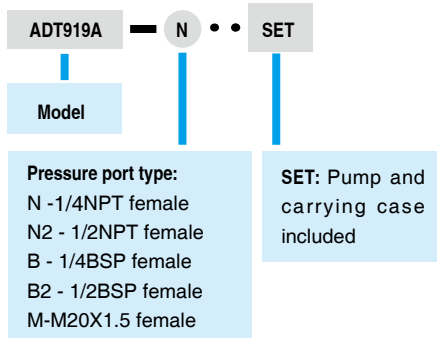 ADT919A — N • • SET
Model
Pressure port type:
N -1/4NPT female
N2 - 1/2NPT female
B - 1/4BSP female
B2 - 1/2BSP female
M-M20X1.5 female
SET: Pump and
carrying case
included